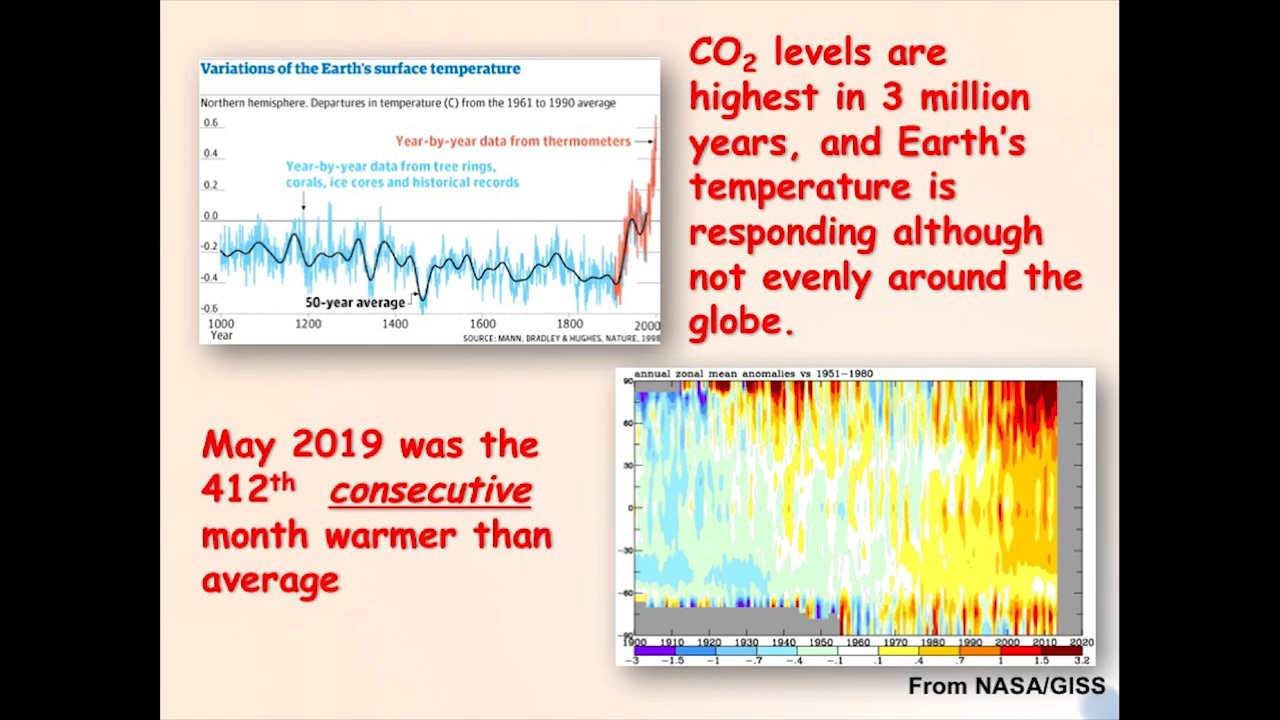 Variations of the Earth's surface temperature
Northern hemisphere. Departures in temperature (C) from the 1961 to 1990 average
0.6
Year-by-year data from thermometers
0.4
Year-by-year data from tree rings,
corals, ice cores and historical records
0.2
0.0
-0.2
-0.4
50-year average
-0.6
1000 1200 1400 1600 1800 2000
Year
SOURCE: MANN, BRADLEY & HUGHES, NATURE, 1998
CO₂ levels are
highest in 3 million
years, and Earth's
temperature is
responding although
not evenly around the
globe.
May 2019 was the
412th consecutive
month warmer than
average
annual zonal mean anomalies vs 1951-1980
90
60
30
0
-30
-60
-90
1900 1910 1920 1930 1940 1950 1960 1970 1980 1990 2000 2010 2020
-3 -1.5 -1 -.7 -.4 -.1 .1 .4 .7 1 1.5 3.2
From NASA/GISS